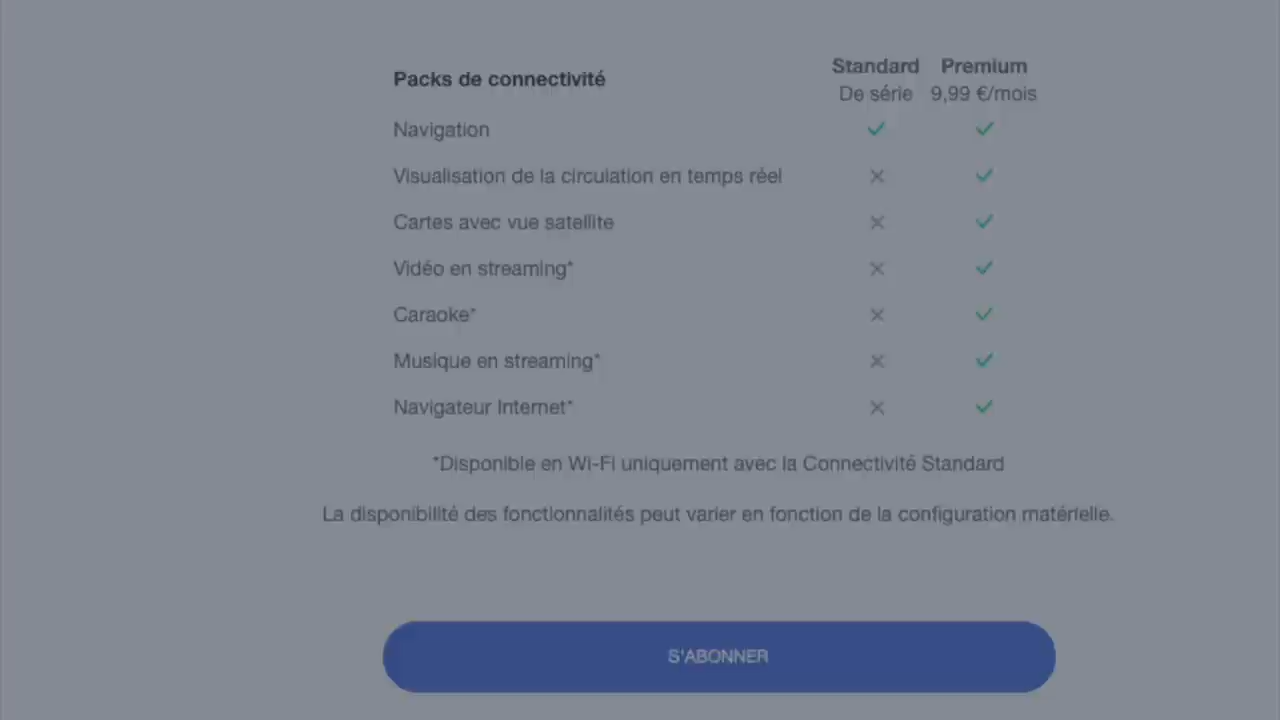 Packs de connectivité
Standard Premium
De série 9,99 €/mois
Navigation
Visualisation de la circulation en temps réel
Cartes avec vue satellite
Vidéo en streaming*
Caraoke*
Musique en streaming*
Navigateur Internet*
*Disponible en Wi-Fi uniquement avec la Connectivité Standard
La disponibilité des fonctionnalités peut varier en fonction de la configuration matérielle.
S'ABONNER